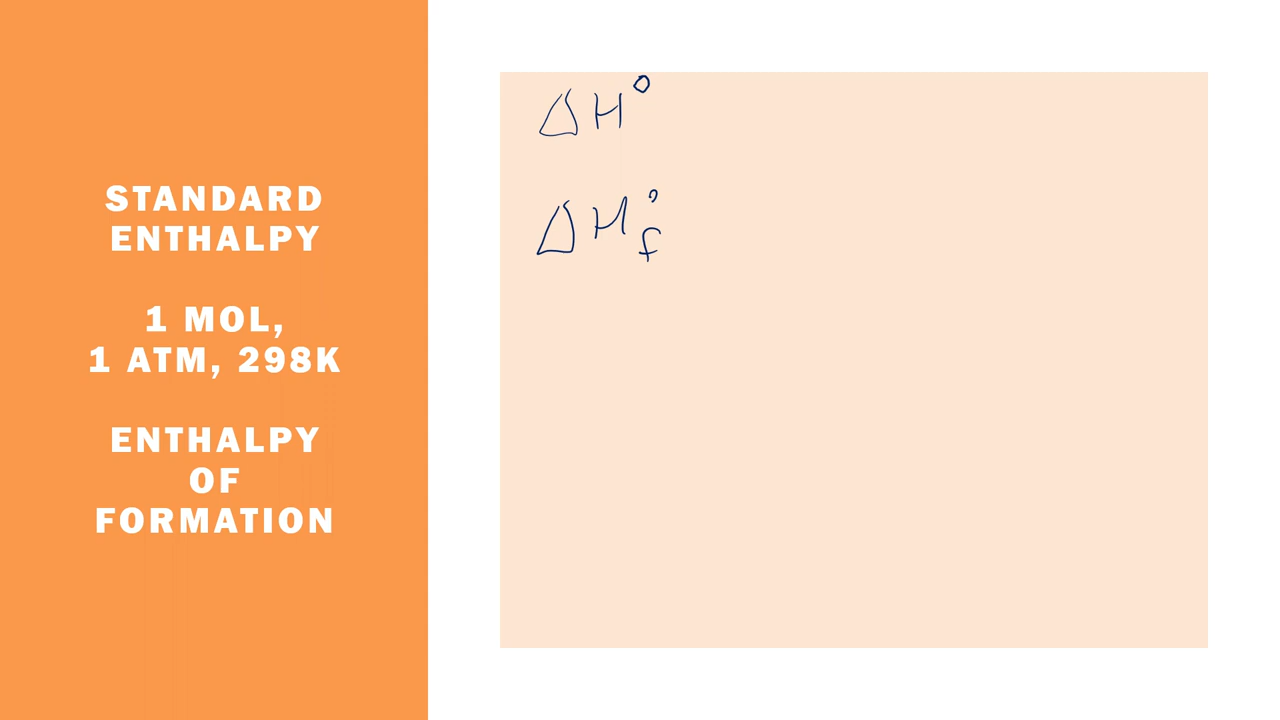 STANDARD
ENTHALPY
1 MOL,
1 ATM, 298K
ENTHALPY
OF
FORMATION
ΔH°
ΔH°f